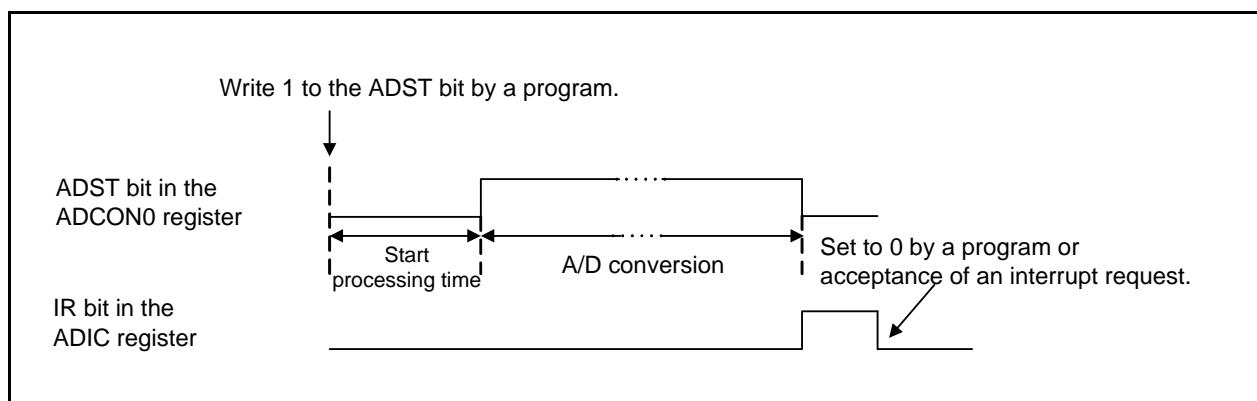 Write 1 to the ADST bit by a program.
ADST bit in the
ADCON0 register
Start
processing time
A/D conversion
Set to 0 by a program or
acceptance of an interrupt request.
IR bit in the
ADIC register